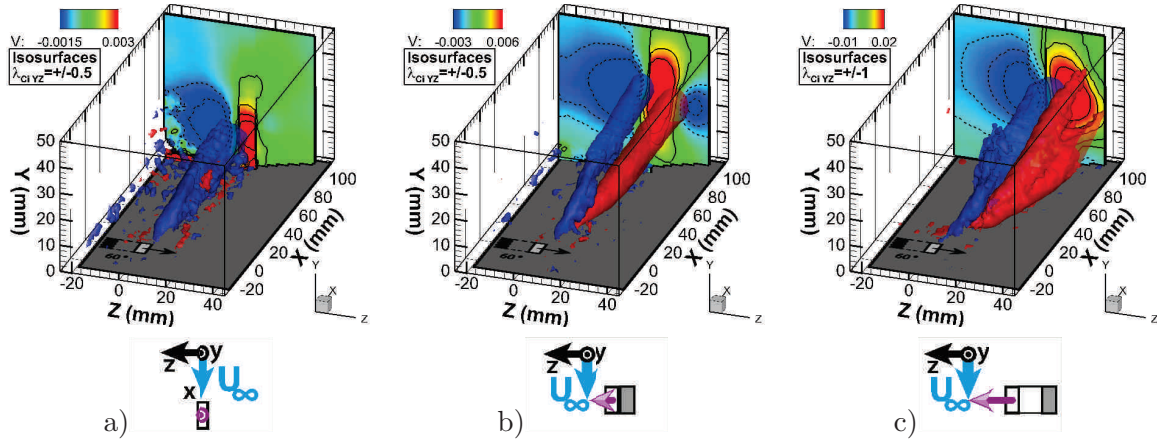 a) b) c)
V: -0.0015 0.003
Isosurfaces
λCi YZ=+/-0.5
50
40
30
20
10
0
Y (mm)
-20 0 20 40
Z (mm)
-20
0
20
40
60
80
100
X (mm)
60°
0
Y
X
Z
V: -0.003 0.006
Isosurfaces
λCi YZ=+/-0.5
50
40
30
20
10
0
Y (mm)
-20 0 20 40
Z (mm)
-20
0
20
40
60
80
100
X (mm)
60°
Y
X
Z
V: -0.01 0.02
Isosurfaces
λCi YZ=+/-1
50
40
30
20
10
0
Y (mm)
-20 0 20 40
Z (mm)
-20
0
20
40
60
80
100
X (mm)
60°
Y
X
Z
y
z
x U∞
a)
y
z
U∞
b)
y
z
U∞
c)